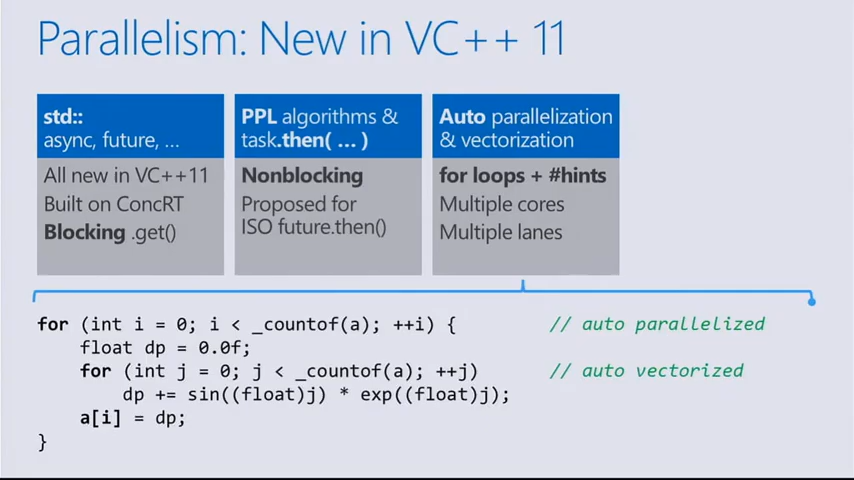 Parallelism: New in VC++ 11
std::
async, future, ...
All new in VC++11
Built on ConcRT
Blocking .get()
PPL algorithms &
task.then( ... )
Nonblocking
Proposed for
ISO future.then()
Auto parallelization
& vectorization
for loops + #hints
Multiple cores
Multiple lanes
for (int i = 0; i < _countof(a); ++i) { // auto parallelized
float dp = 0.0f;
for (int j = 0; j < _countof(a); ++j) // auto vectorized
dp += sin((float)j) * exp((float)j);
a[i] = dp;
}